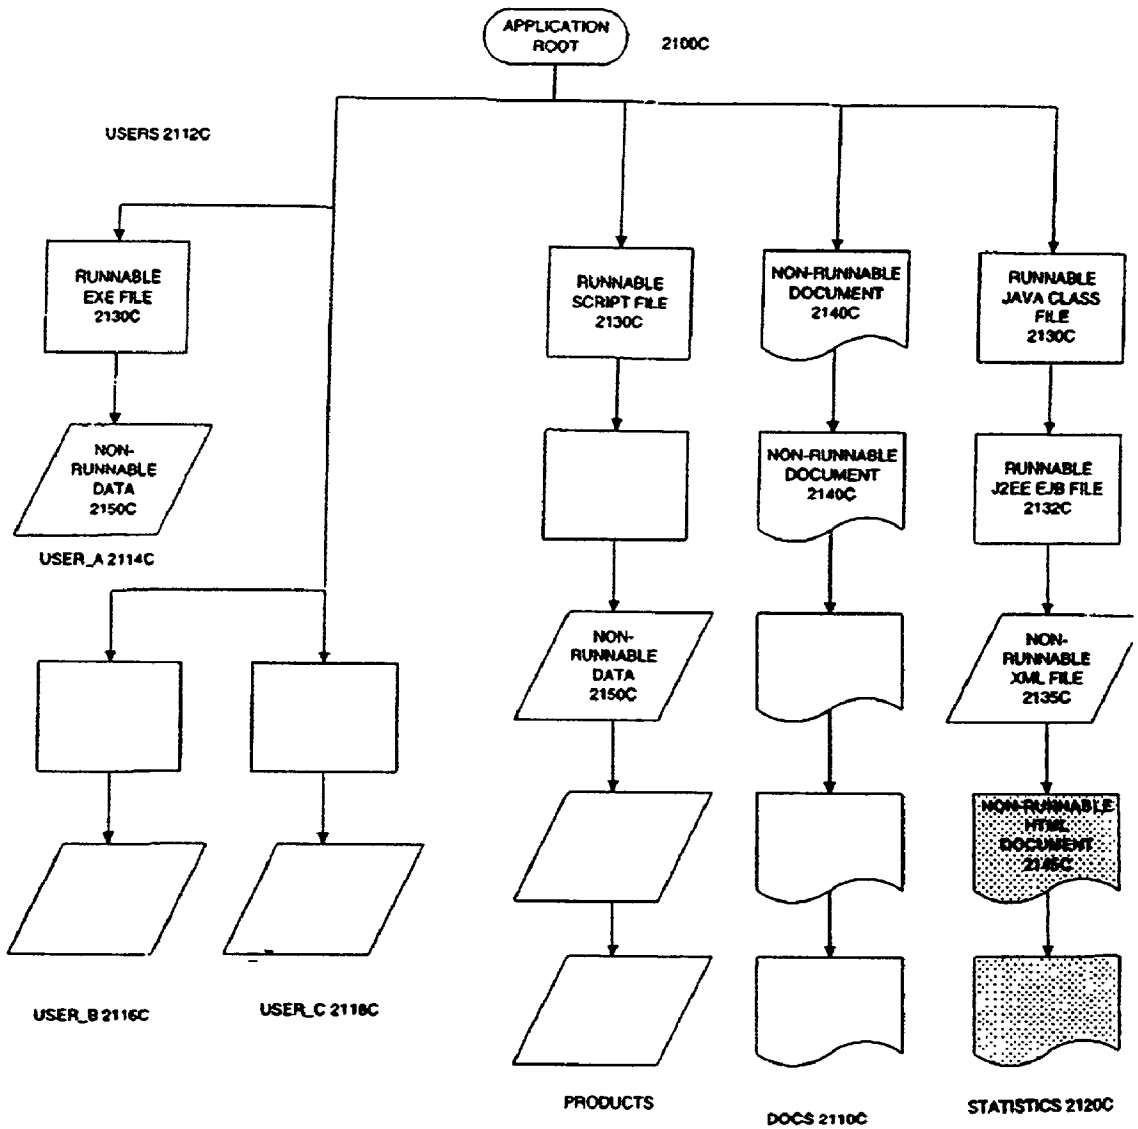 APPLICATION
ROOT
2100C
USERS 2112C
RUNNABLE
EXE FILE
2130C
NON-
RUNNABLE
DATA
2150C
USER_A 2114C
USER_B 2116C
USER_C 2118C
RUNNABLE
SCRIPT FILE
2130C
NON-
RUNNABLE
DATA
2150C
PRODUCTS
NON-RUNNABLE
DOCUMENT
2140C
NON-RUNNABLE
DOCUMENT
2140C
DOCS 2110C
RUNNABLE
JAVA CLASS
FILE
2130C
RUNNABLE
J2EE EJB FILE
2132C
NON-
RUNNABLE
XML FILE
2135C
NON-RUNNABLE
HTML
DOCUMENT
2145C
STATISTICS 2120C